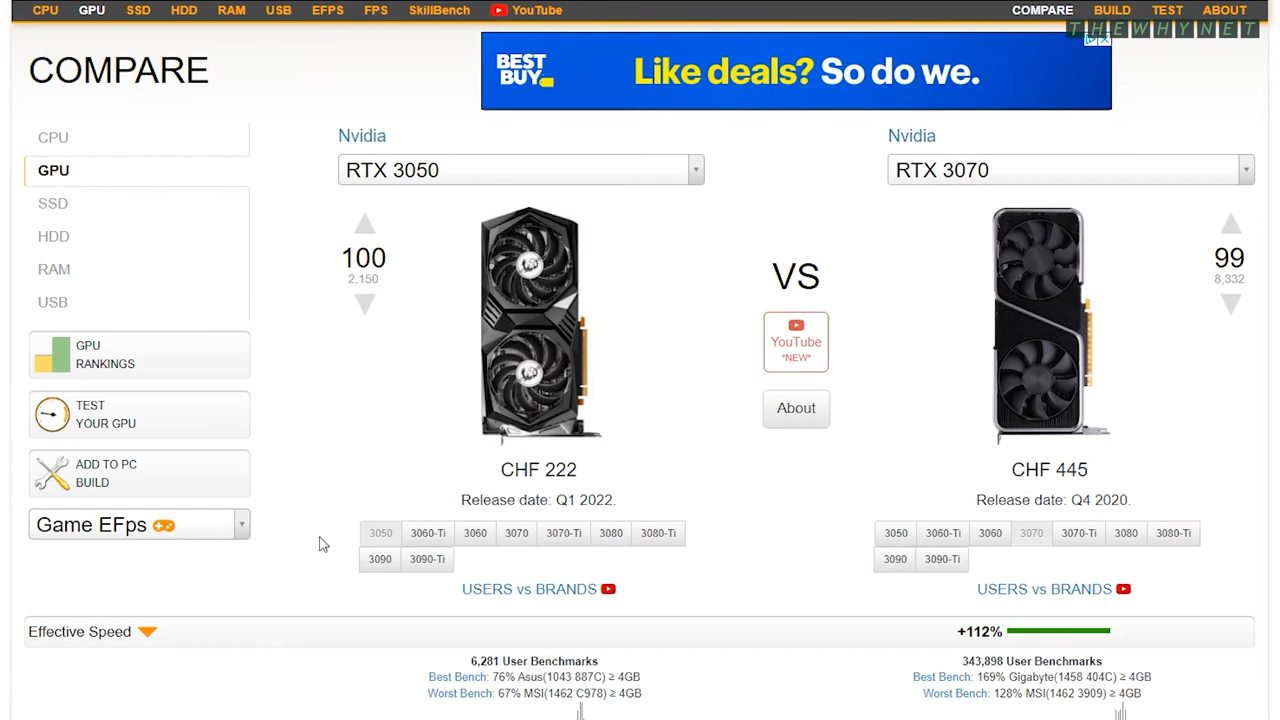 CPU GPU SSD HDD RAM USB EFPS FPS SkillBench YouTube COMPARE BUILD TEST ABOUT
THEWHYNET
COMPARE
BEST BUY
Like deals? So do we.
CPU
GPU
SSD
HDD
RAM
USB
GPU
RANKINGS
TEST
YOUR GPU
ADD TO PC
BUILD
Game EFps
Nvidia
RTX 3050
100
2,150
VS
YouTube
*NEW*
About
Nvidia
RTX 3070
99
8,332
CHF 222
Release date: Q1 2022.
3050 3060-Ti 3060 3070 3070-Ti 3080 3080-Ti
3090 3090-Ti
USERS vs BRANDS
CHF 445
Release date: Q4 2020.
3050 3060-Ti 3060 3070 3070-Ti 3080 3080-Ti
3090 3090-Ti
USERS vs BRANDS
Effective Speed +112%
6,281 User Benchmarks
Best Bench: 76% Asus(1043 887C) ≥ 4GB
Worst Bench: 67% MSI(1462 C978) ≥ 4GB
343,898 User Benchmarks
Best Bench: 169% Gigabyte(1458 404C) ≥ 4GB
Worst Bench: 128% MSI(1462 3909) ≥ 4GB